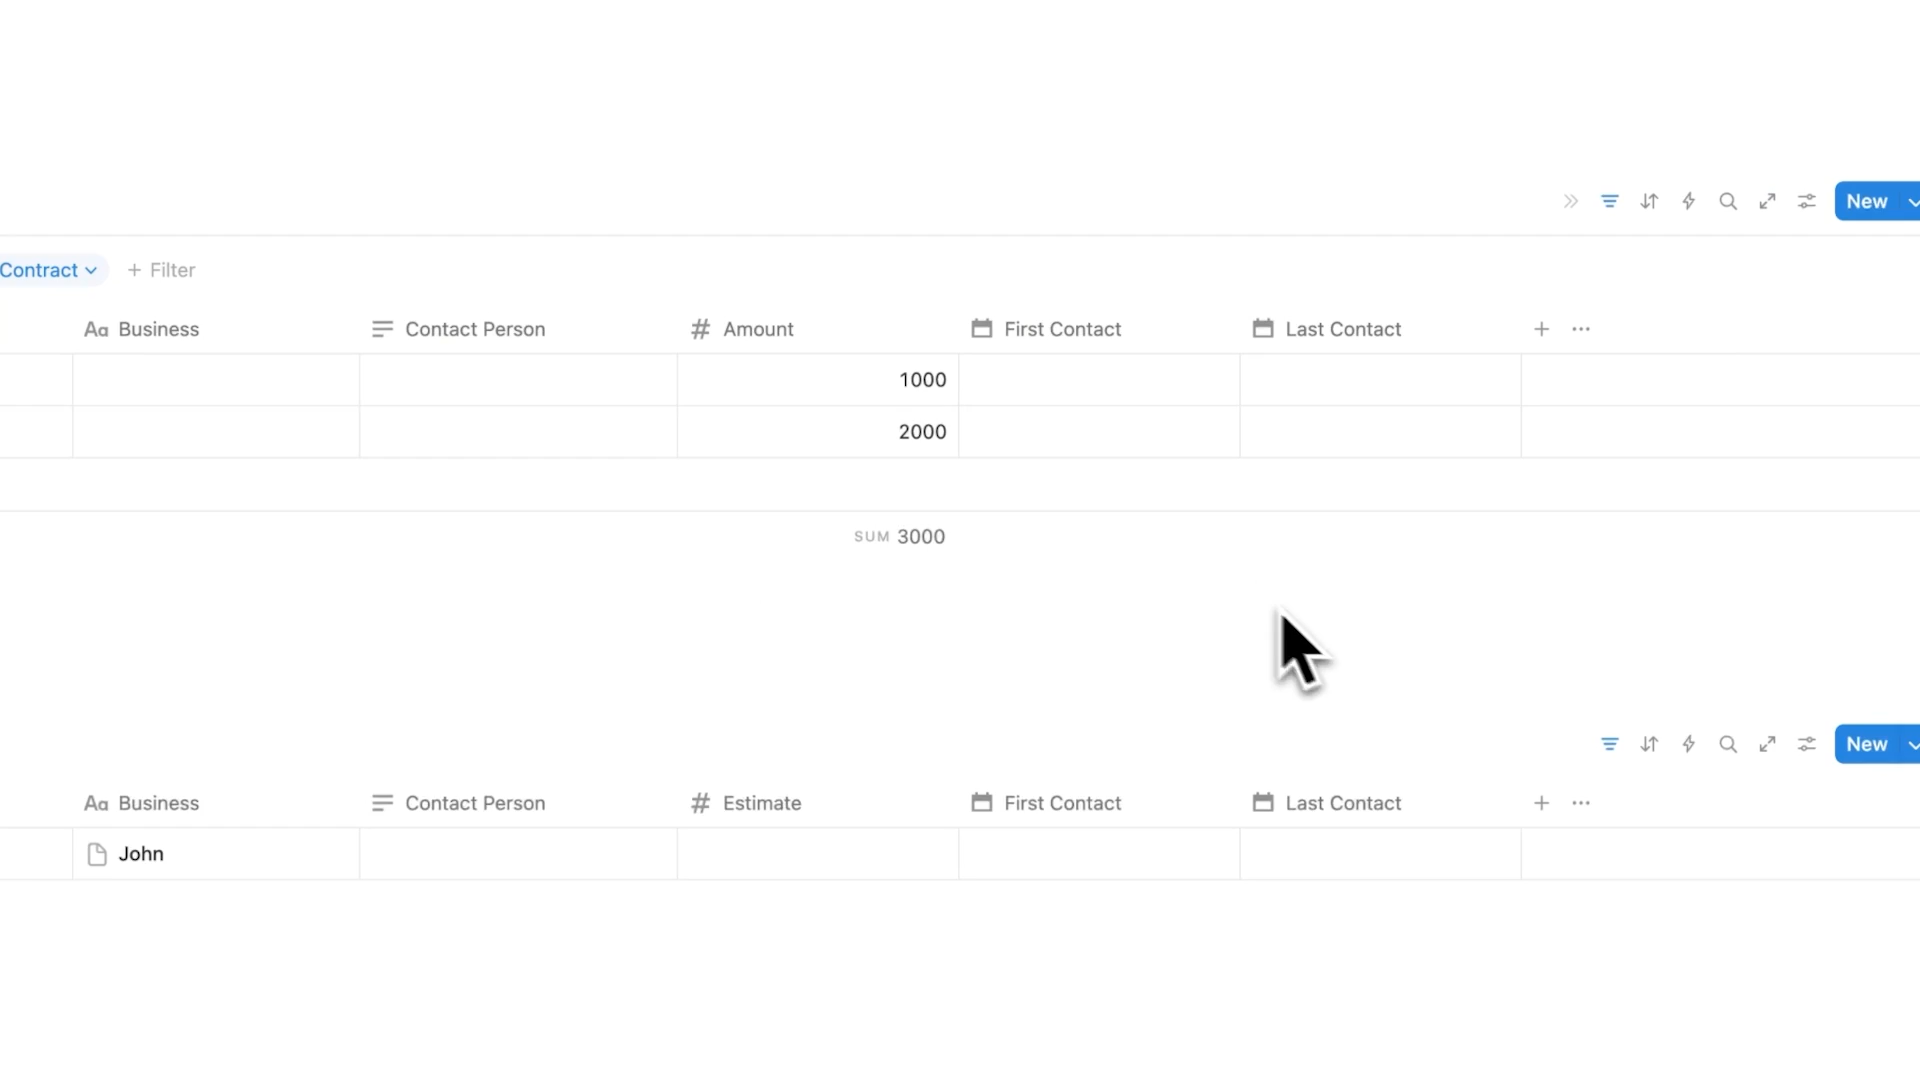 New
Contract + Filter
Aa Business Contact Person # Amount First Contact Last Contact + ...
1000
2000
SUM 3000
New
Aa Business Contact Person # Estimate First Contact Last Contact + ...
John